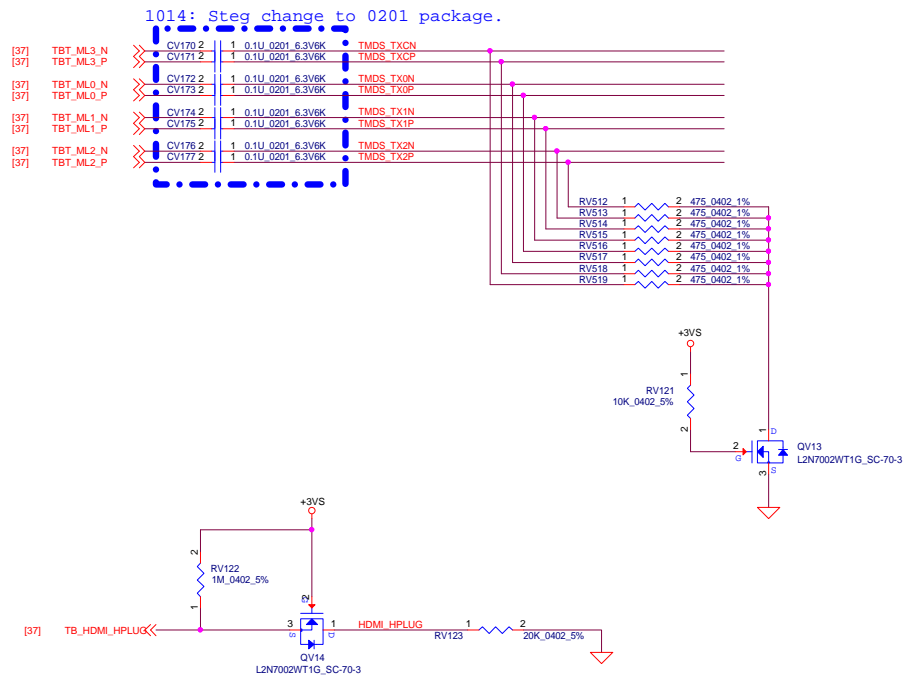 1014: Steg change to 0201 package.
[37] TBT_ML3_N CV170 2 1 0.1U_0201_6.3V6K TMDS_TXCN
[37] TBT_ML3_P CV171 2 1 0.1U_0201_6.3V6K TMDS_TXCP
[37] TBT_ML0_N CV172 2 1 0.1U_0201_6.3V6K TMDS_TX0N
[37] TBT_ML0_P CV173 2 1 0.1U_0201_6.3V6K TMDS_TX0P
[37] TBT_ML1_N CV174 2 1 0.1U_0201_6.3V6K TMDS_TX1N
[37] TBT_ML1_P CV175 2 1 0.1U_0201_6.3V6K TMDS_TX1P
[37] TBT_ML2_N CV176 2 1 0.1U_0201_6.3V6K TMDS_TX2N
[37] TBT_ML2_P CV177 2 1 0.1U_0201_6.3V6K TMDS_TX2P
RV512 1 2 475_0402_1%
RV513 1 2 475_0402_1%
RV514 1 2 475_0402_1%
RV515 1 2 475_0402_1%
RV516 1 2 475_0402_1%
RV517 1 2 475_0402_1%
RV518 1 2 475_0402_1%
RV519 1 2 475_0402_1%
+3VS
1
RV121
10K_0402_5%
2
1 D
2 G
QV13
L2N7002WT1G_SC-70-3
3 S
+3VS
2
RV122
1M_0402_5%
1
G 2
[37] TB_HDMI_HPLUG 3 S 1 D HDMI_HPLUG RV123 1 2 20K_0402_5%
QV14
L2N7002WT1G_SC-70-3